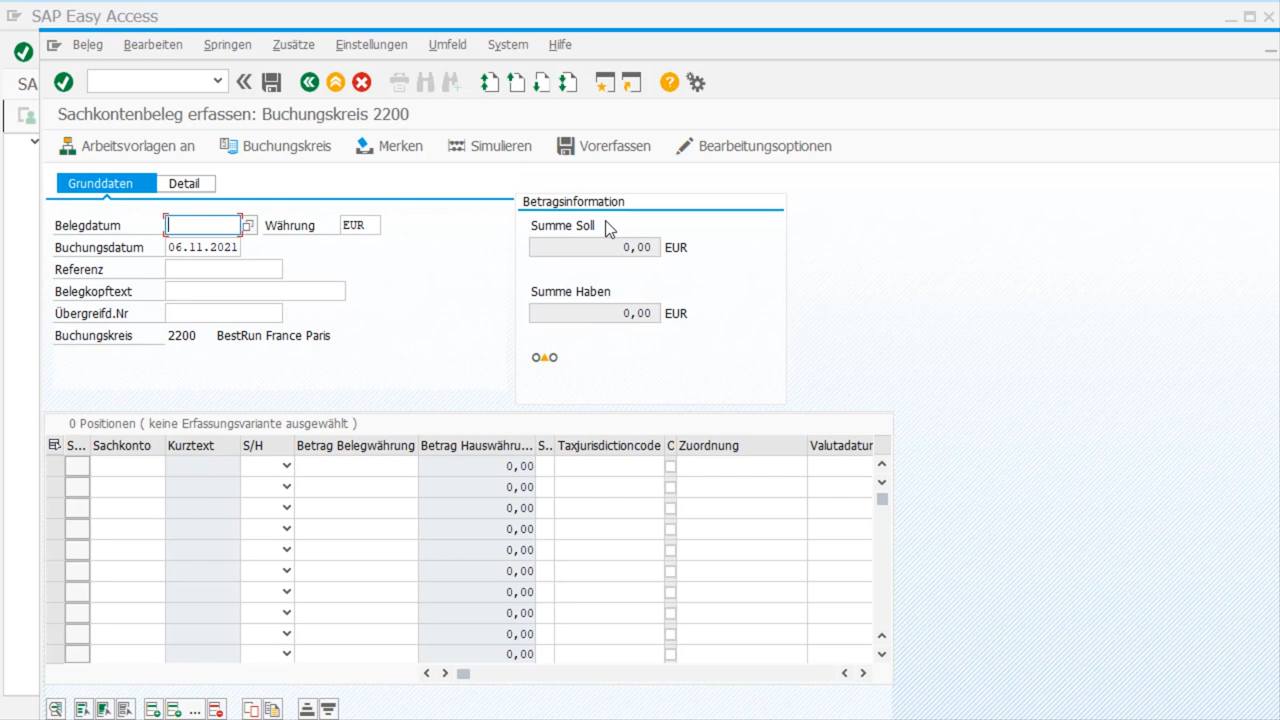 SAP Easy Access
Beleg Bearbeiten Springen Zusätze Einstellungen Umfeld System Hilfe
SA
Sachkontenbeleg erfassen: Buchungskreis 2200
Arbeitsvorlagen an Buchungskreis Merken Simulieren Vorerfassen Bearbeitungsoptionen
Grunddaten Detail
Betragsinformation
Belegdatum Währung EUR
Summe Soll
Buchungsdatum 06.11.2021
0,00 EUR
Referenz
Belegkopftext
Summe Haben
Übergreifd.Nr
0,00 EUR
Buchungskreis 2200 BestRun France Paris
0 Positionen ( keine Erfassungsvariante ausgewählt )
S... Sachkonto Kurztext S/H Betrag Belegwährung Betrag Hauswähru... S.. Taxjurisdictioncode O Zuordnung Valutadatur
0,00
0,00
0,00
0,00
0,00
0,00
0,00
0,00
0,00
0,00